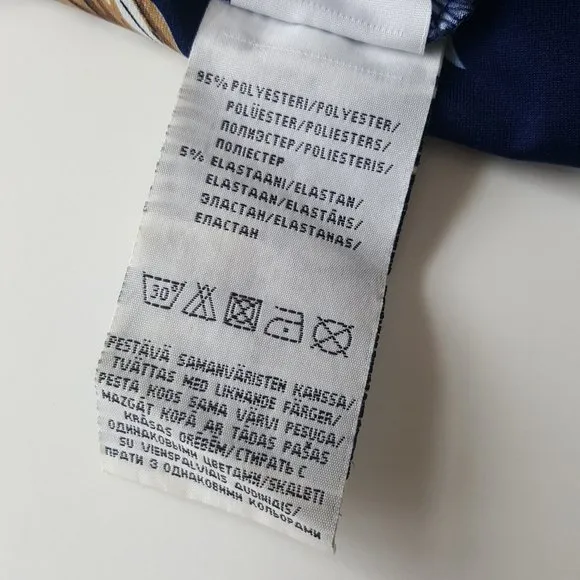 95% POLYESTERI/POLYESTER/
POLÜESTER/POLIESTERS/
ПОЛИЭСТЕР/POLIESTERIS/
ПОЛІЕСТЕР
5% ELASTAANI/ELASTAN/
ELASTAAN/ELASTĀNS/
ЭЛАСТАН/ELASTANAS/
ЕЛАСТАН
30°
PESTÄVÄ SAMANVÄRISTEN KANSSA/
TVÄTTAS MED LIKNANDE FÄRGER/
PESTA KOOS SAMA VÄRVI PESUGA/
MAZGĀT KOPĀ AR TĀDAS PAŠAS
KRĀSAS DRĒBĒM/СТИРАТЬ С
ОДИНАКОВЫМИ ЦВЕТАМИ/SKALBTI
SU VIENSPALVIAIS AUDINIAIS/
ПРАТИ З ОДНАКОВИМИ КОЛЬОРАМИ